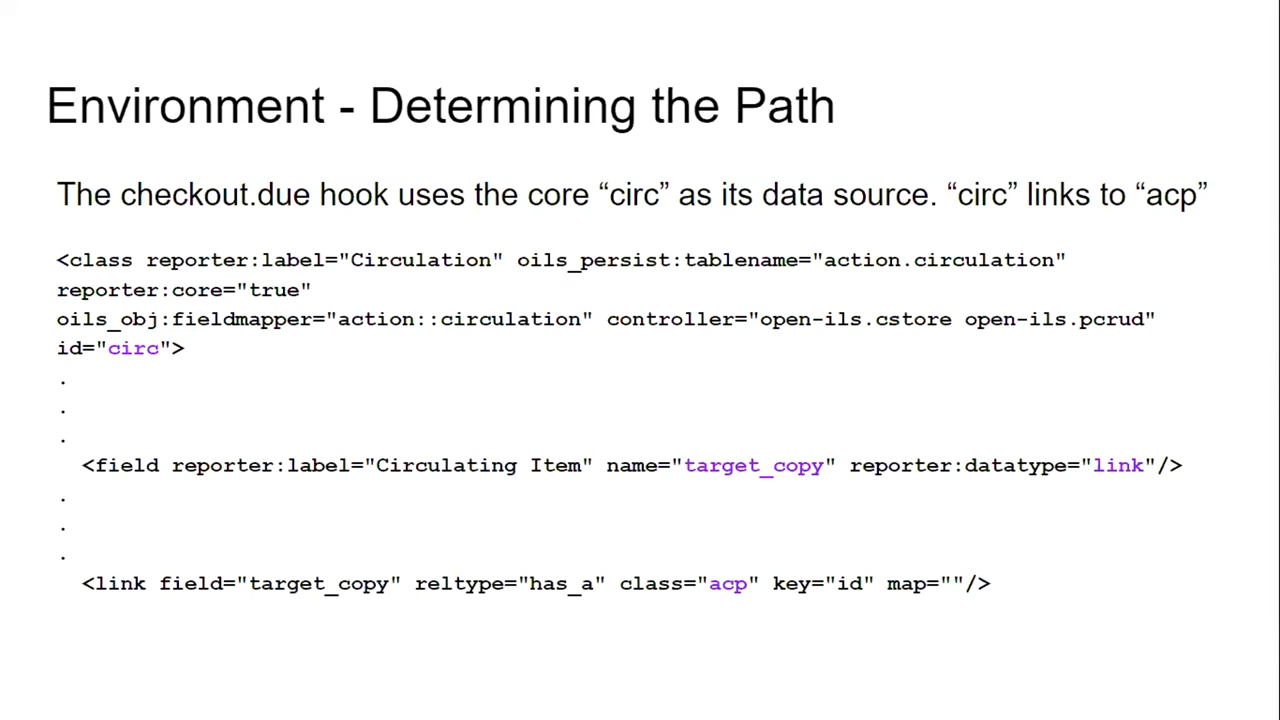 Environment - Determining the Path
The checkout.due hook uses the core “circ” as its data source. “circ” links to “acp”
<class reporter:label="Circulation" oils_persist:tablename="action.circulation"
reporter:core="true"
oils_obj:fieldmapper="action::circulation" controller="open-ils.cstore open-ils.pcrud"
id="circ">
.
.
.
<field reporter:label="Circulating Item" name="target_copy" reporter:datatype="link"/>
.
.
.
<link field="target_copy" reltype="has_a" class="acp" key="id" map=""/>